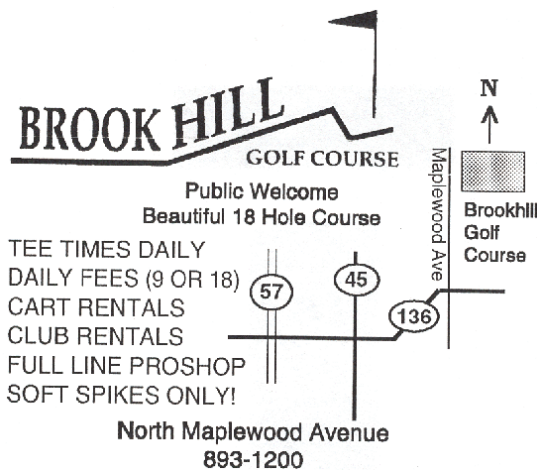 BROOK HILL
GOLF COURSE
Public Welcome
Beautiful 18 Hole Course
TEE TIMES DAILY
DAILY FEES (9 OR 18)
CART RENTALS
CLUB RENTALS
FULL LINE PROSHOP
SOFT SPIKES ONLY!
57
45
136
Maplewood Ave
N
Brookhill
Golf
Course
North Maplewood Avenue
893-1200